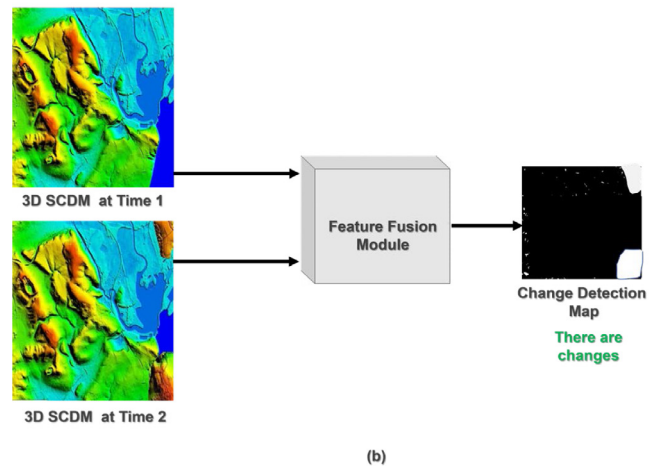 3D SCDM at Time 1
Feature Fusion
Module
Change Detection
Map
There are
changes
3D SCDM at Time 2
(b)